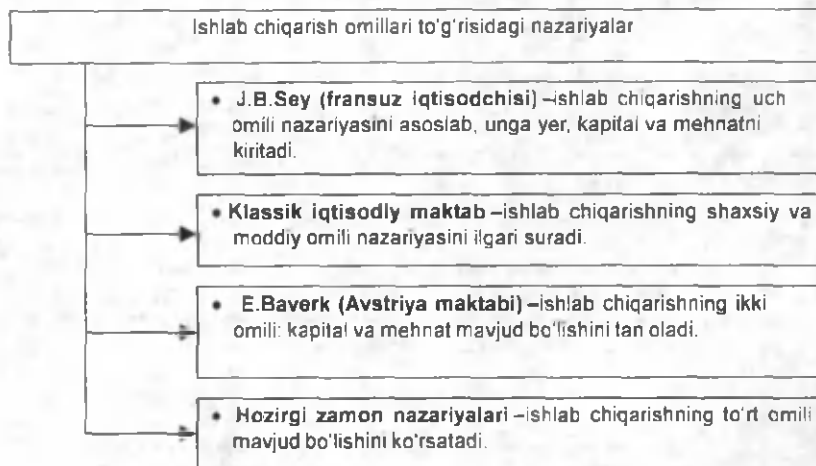 Ishlab chiqarish omillari to'g'risidagi nazariyalar
• J.B.Sey (fransuz iqtisodchisi) –ishlab chiqarishning uch
omili nazariyasini asoslab, unga yer, kapital va mehnatni
kiritadi.
• Klassik iqtisodiy maktab –ishlab chiqarishning shaxsiy va
moddiy omili nazariyasini ilgari suradi.
• E.Baverk (Avstriya maktabi) –ishlab chiqarishning ikki
omili: kapital va mehnat mavjud bo'lishini tan oladi.
• Hozirgi zamon nazariyalari –ishlab chiqarishning to'rt omili
mavjud bo'lishini ko'rsatadi.